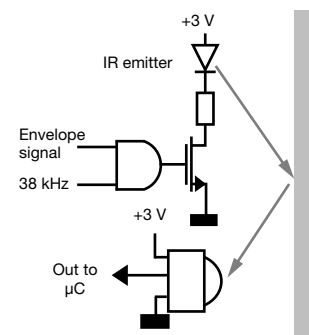 +3 V
IR emitter
Envelope
signal
38 kHz
+3 V
Out to
µC